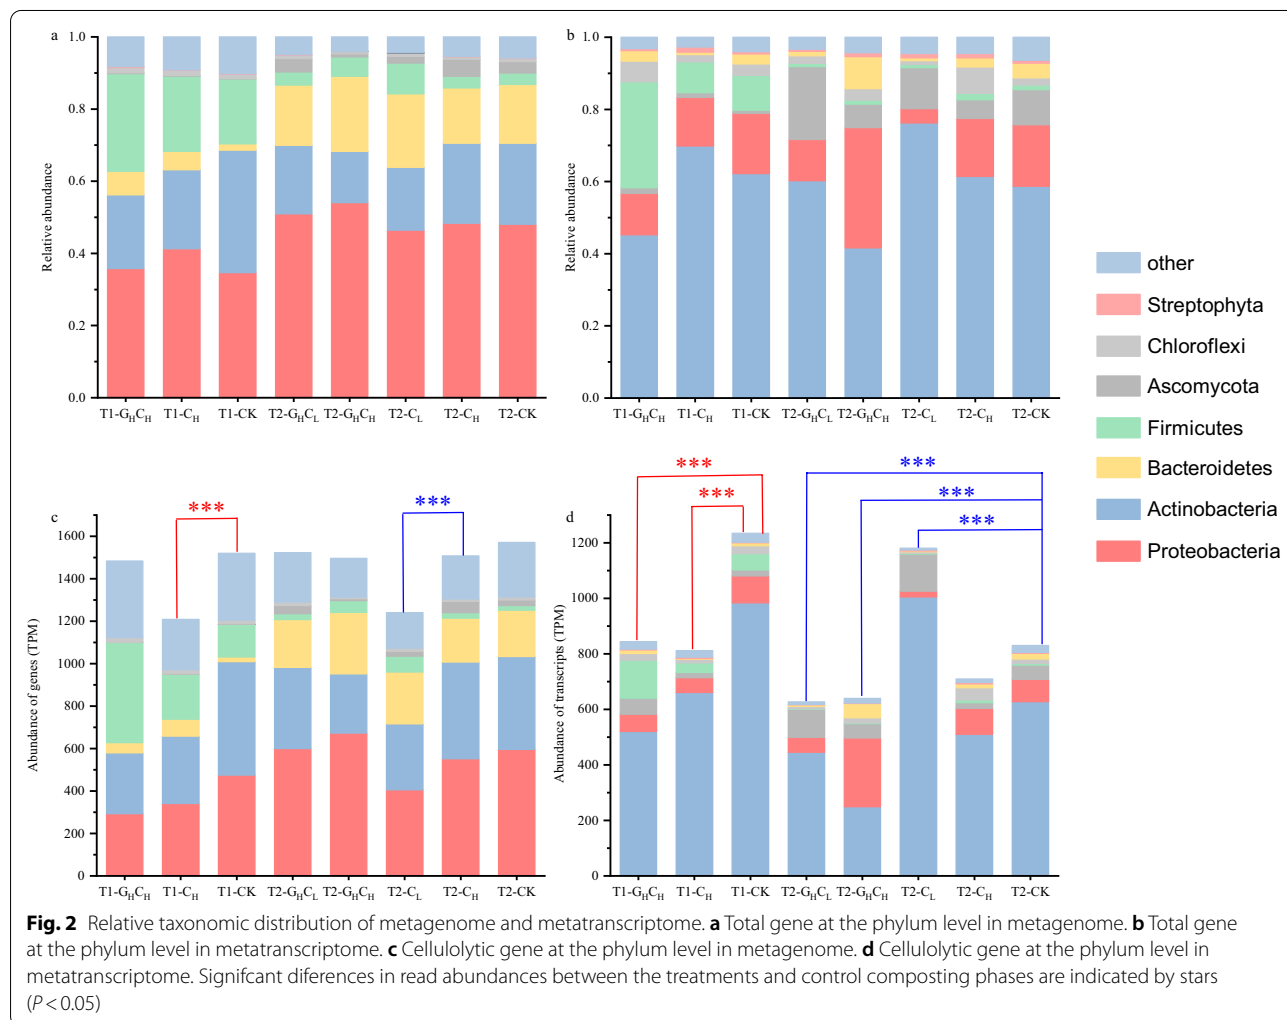 a
1.0
0.8
0.6
0.4
0.2
0.0
Relative abundance
T1-GHCH T1-CH T1-CK T2-GHCL T2-GHCH T2-CL T2-CH T2-CK
b
1.0
0.8
0.6
0.4
0.2
0.0
Relative abundance
T1-GHCH T1-CH T1-CK T2-GHCL T2-GHCH T2-CL T2-CH T2-CK
other
Streptophyta
Chloroflexi
Ascomycota
Firmicutes
Bacteroidetes
Actinobacteria
Proteobacteria
c
***
***
1600
1400
1200
1000
800
600
400
200
0
Abundance of genes (TPM)
T1-GHCH T1-CH T1-CK T2-GHCL T2-GHCH T2-CL T2-CH T2-CK
d
***
***
***
***
***
1200
1000
800
600
400
200
0
Abundance of transcripts (TPM)
T1-GHCH T1-CH T1-CK T2-GHCL T2-GHCH T2-CL T2-CH T2-CK
Fig. 2 Relative taxonomic distribution of metagenome and metatranscriptome. a Total gene at the phylum level in metagenome. b Total gene
at the phylum level in metatranscriptome. c Cellulolytic gene at the phylum level in metagenome. d Cellulolytic gene at the phylum level in
metatranscriptome. Signifcant diferences in read abundances between the treatments and control composting phases are indicated by stars
(P < 0.05)